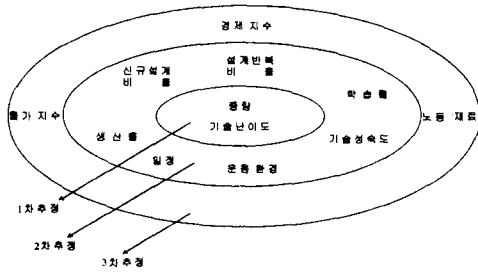 경제 지수
설계반복
비 율
신규설계
비 율
학 습 률
중량
물가 지수
노동 재료
기술난이도
생 산 률
기술성숙도
일정
운용 환경
1차추정
2차추정
3차추정